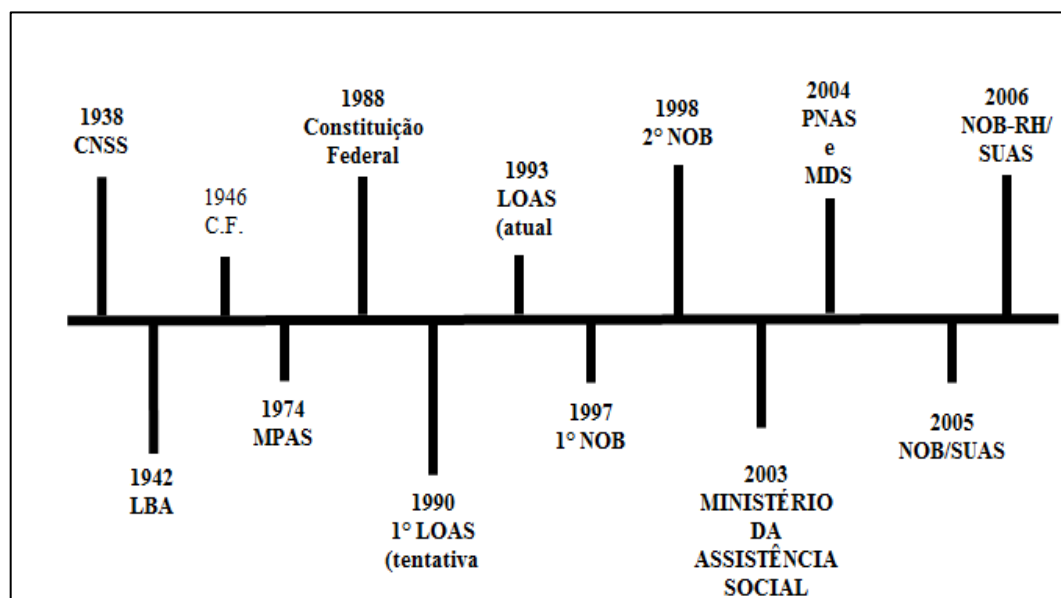 1938
CNSS
1942
LBA
1946
C.F.
1974
MPAS
1988
Constituição
Federal
1990
1° LOAS
(tentativa
1993
LOAS
(atual
1997
1° NOB
1998
2° NOB
2003
MINISTÉRIO
DA
ASSISTÊNCIA
SOCIAL
2004
PNAS
e
MDS
2005
NOB/SUAS
2006
NOB-RH/
SUAS